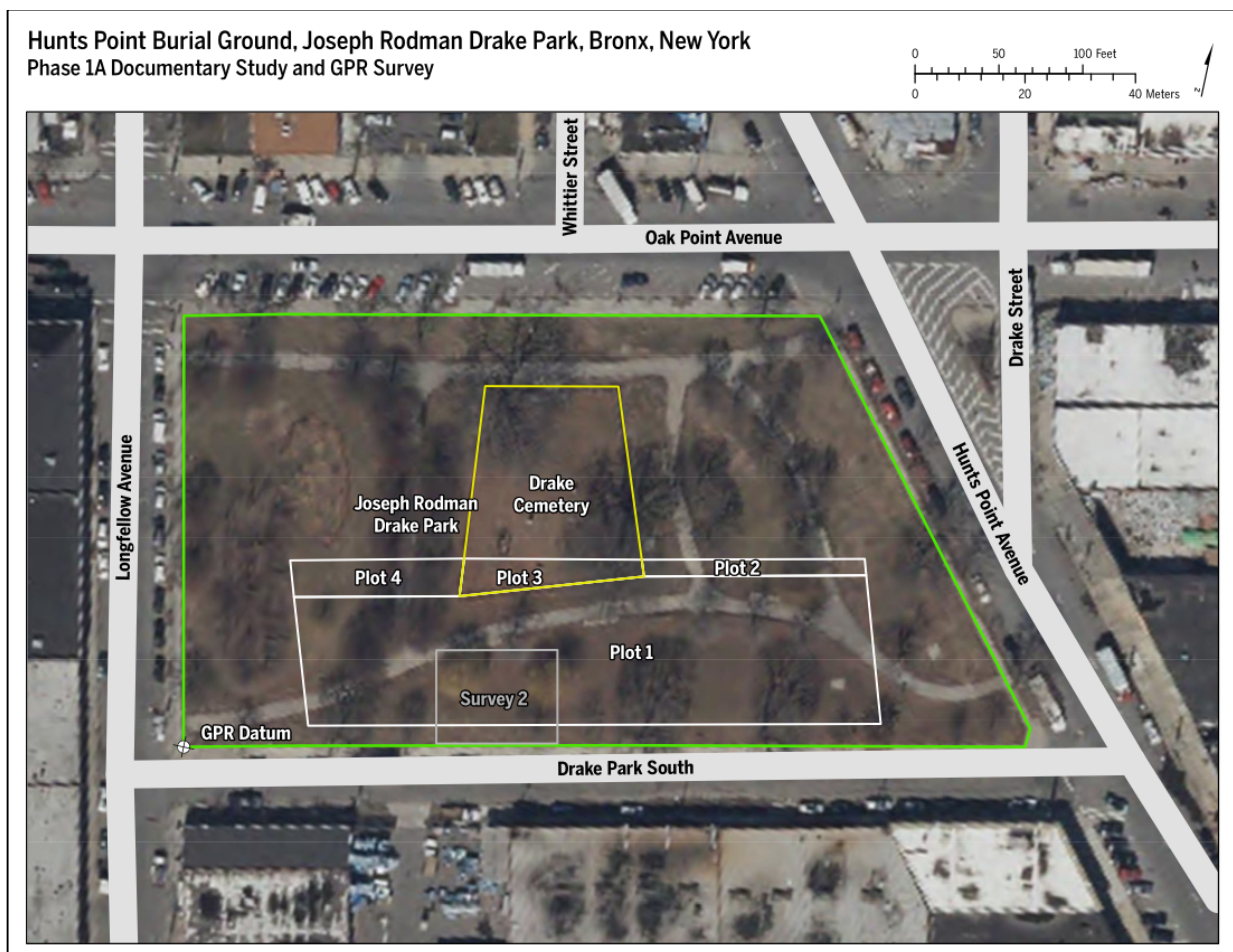 Hunts Point Burial Ground, Joseph Rodman Drake Park, Bronx, New York
Phase 1A Documentary Study and GPR Survey
0 50 100 Feet
0 20 40 Meters
N
Whittier Street
Oak Point Avenue
Drake Street
Longfellow Avenue
Hunts Point Avenue
Drake
Cemetery
Joseph Rodman
Drake Park
Plot 4
Plot 3
Plot 2
Plot 1
Survey 2
GPR Datum
Drake Park South